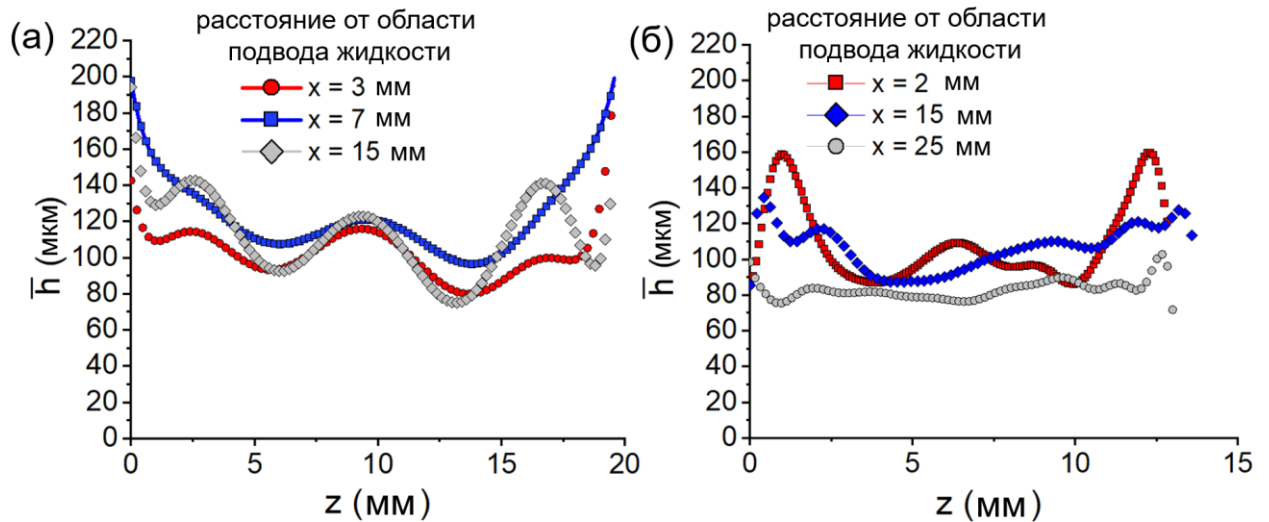 (а)
расстояние от области
подвода жидкости
x = 3 мм
x = 7 мм
x = 15 мм
220
200
180
160
140
120
100
80
60
40
20
0
h̅ (мкм)
0 5 10 15 20
z (мм)
(б)
расстояние от области
подвода жидкости
x = 2 мм
x = 15 мм
x = 25 мм
220
200
180
160
140
120
100
80
60
40
20
0
h̅ (мкм)
0 5 10 15
z (мм)